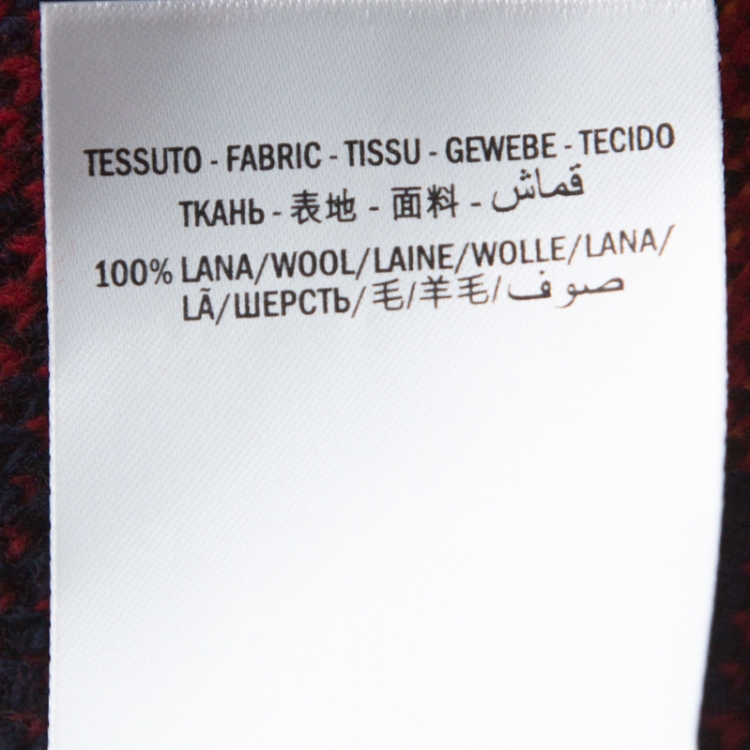 TESSUTO - FABRIC - TISSU - GEWEBE - TECIDO
ТКАНЬ - 表地 - 面料 - قماش
100% LANA/WOOL/LAINE/WOLLE/LANA/
LÃ/ШЕРСТЬ/毛/羊毛/صوف